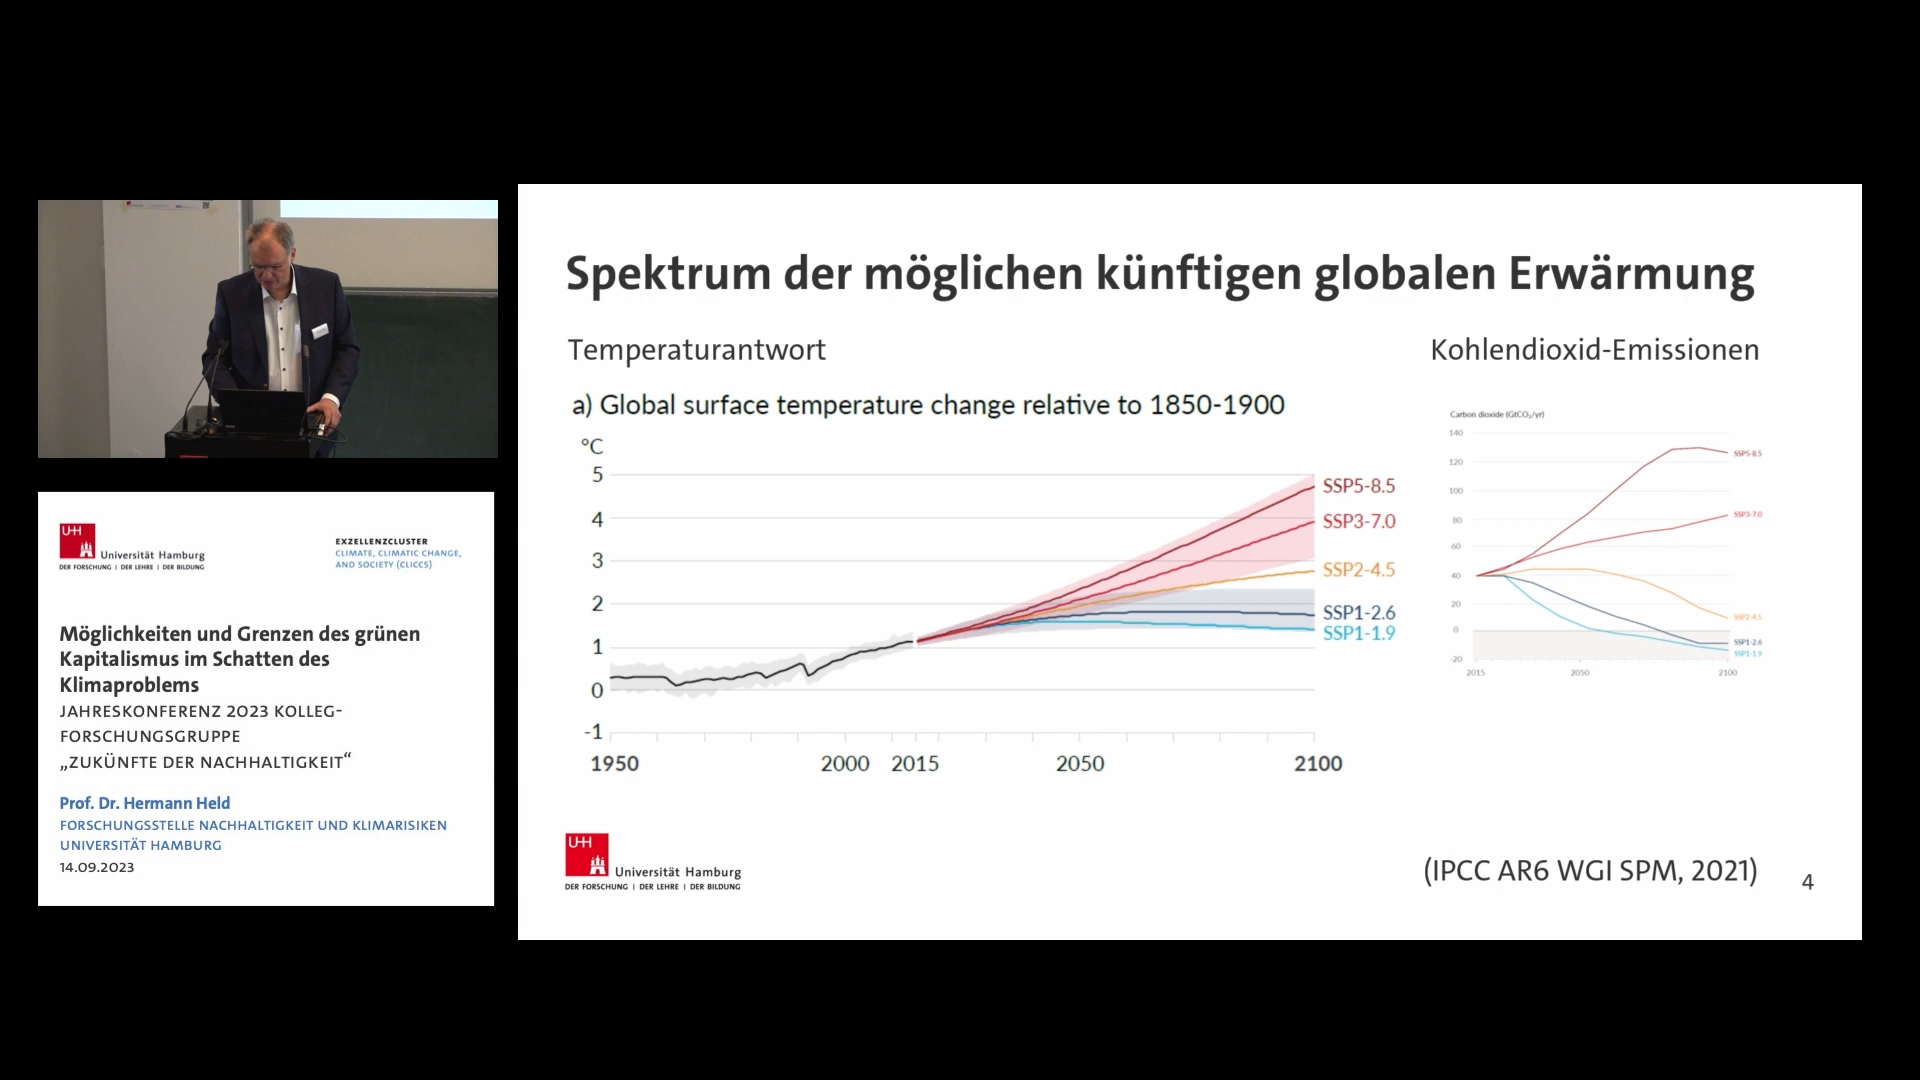 UH
Universität Hamburg
DER FORSCHUNG | DER LEHRE | DER BILDUNG
EXZELLENZCLUSTER
CLIMATE, CLIMATIC CHANGE,
AND SOCIETY (CLICCS)
Möglichkeiten und Grenzen des grünen
Kapitalismus im Schatten des
Klimaproblems
JAHRESKONFERENZ 2023 KOLLEG-
FORSCHUNGSGRUPPE
„ZUKÜNFTE DER NACHHALTIGKEIT“
Prof. Dr. Hermann Held
FORSCHUNGSSTELLE NACHHALTIGKEIT UND KLIMARISIKEN
UNIVERSITÄT HAMBURG
14.09.2023
Spektrum der möglichen künftigen globalen Erwärmung
Temperaturantwort
a) Global surface temperature change relative to 1850-1900
°C
5
4
3
2
1
0
-1
1950 2000 2015 2050 2100
SSP5-8.5
SSP3-7.0
SSP2-4.5
SSP1-2.6
SSP1-1.9
Kohlendioxid-Emissionen
Carbon dioxide (GtCO₂/yr)
140
120
100
80
60
40
20
0
-20
2015 2050 2100
SSP5-8.5
SSP3-7.0
SSP2-4.5
SSP1-2.6
SSP1-1.9
UH
Universität Hamburg
DER FORSCHUNG | DER LEHRE | DER BILDUNG
(IPCC AR6 WGI SPM, 2021)
4